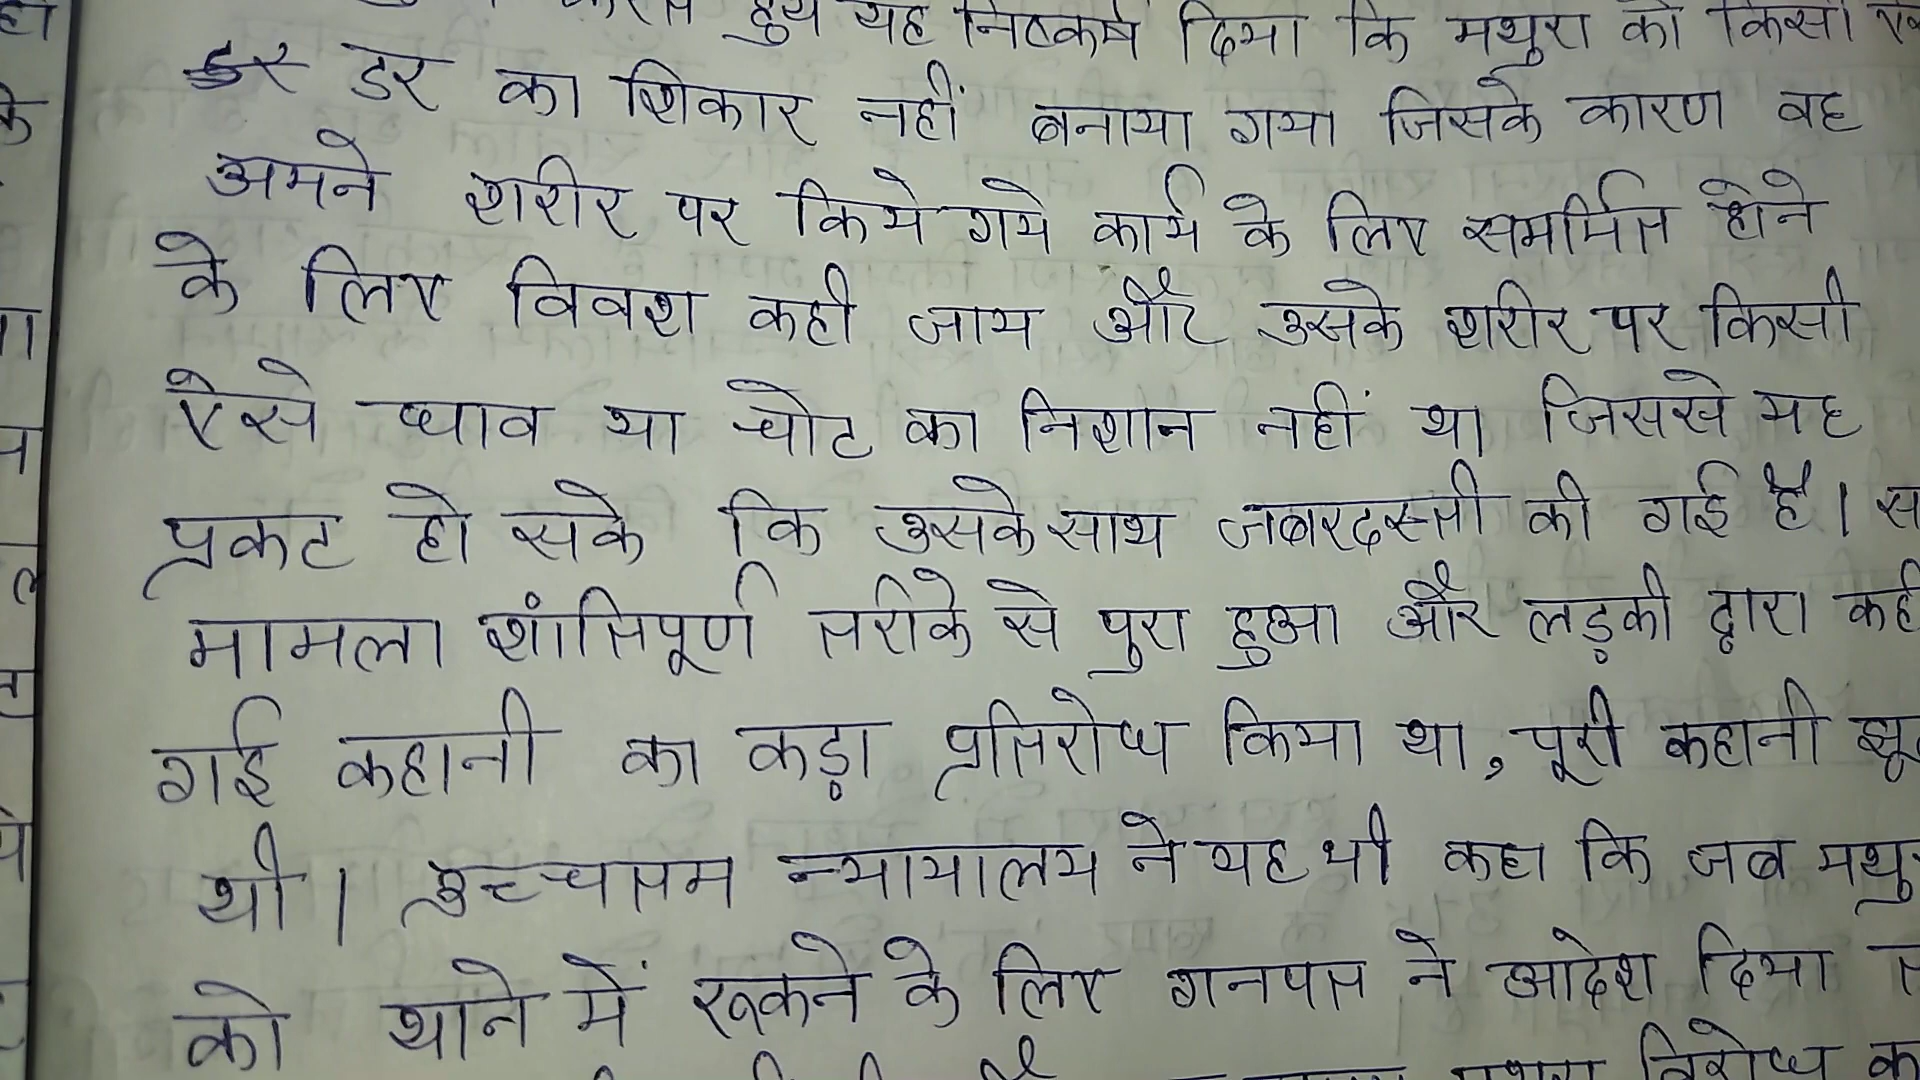 हुये यह निष्कर्ष दिया कि मथुरा को किसी
डर का शिकार नहीं बनाया गया जिसके कारण वह
अपने शरीर पर किये गये कार्य के लिए समर्पित होने
के लिए विवश कही जाय और उसके शरीर पर किसी
ऐसे घाव या चोट का निशान नहीं था जिससे यह
प्रकट हो सके कि उसके साथ जबरदस्ती की गई है।
मामला शांतिपूर्ण तरीके से पुरा हुआ और लड़की द्वारा कही
गई कहानी का कड़ा प्रतिरोध किया था, पूरी कहानी
थी। उच्चतम न्यायालय ने यह भी कहा कि जब
को थाने में रूकने के लिए गनपत ने आदेश दिया
विरोध